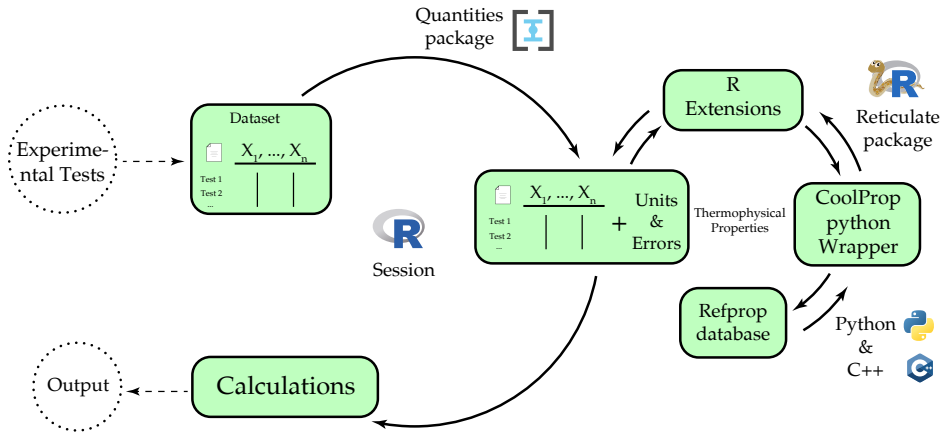 Quantities
package
Experime-
ntal Tests
Dataset
X1, ..., Xn
Test 1
Test 2
...
R
Extensions
R
Reticulate
package
X1, ..., Xn
Test 1
Test 2
...
+
Units
&
Errors
Thermophysical
Properties
CoolProp
python
Wrapper
R
Session
Refprop
database
Python
&
C++
C++
Calculations
Output